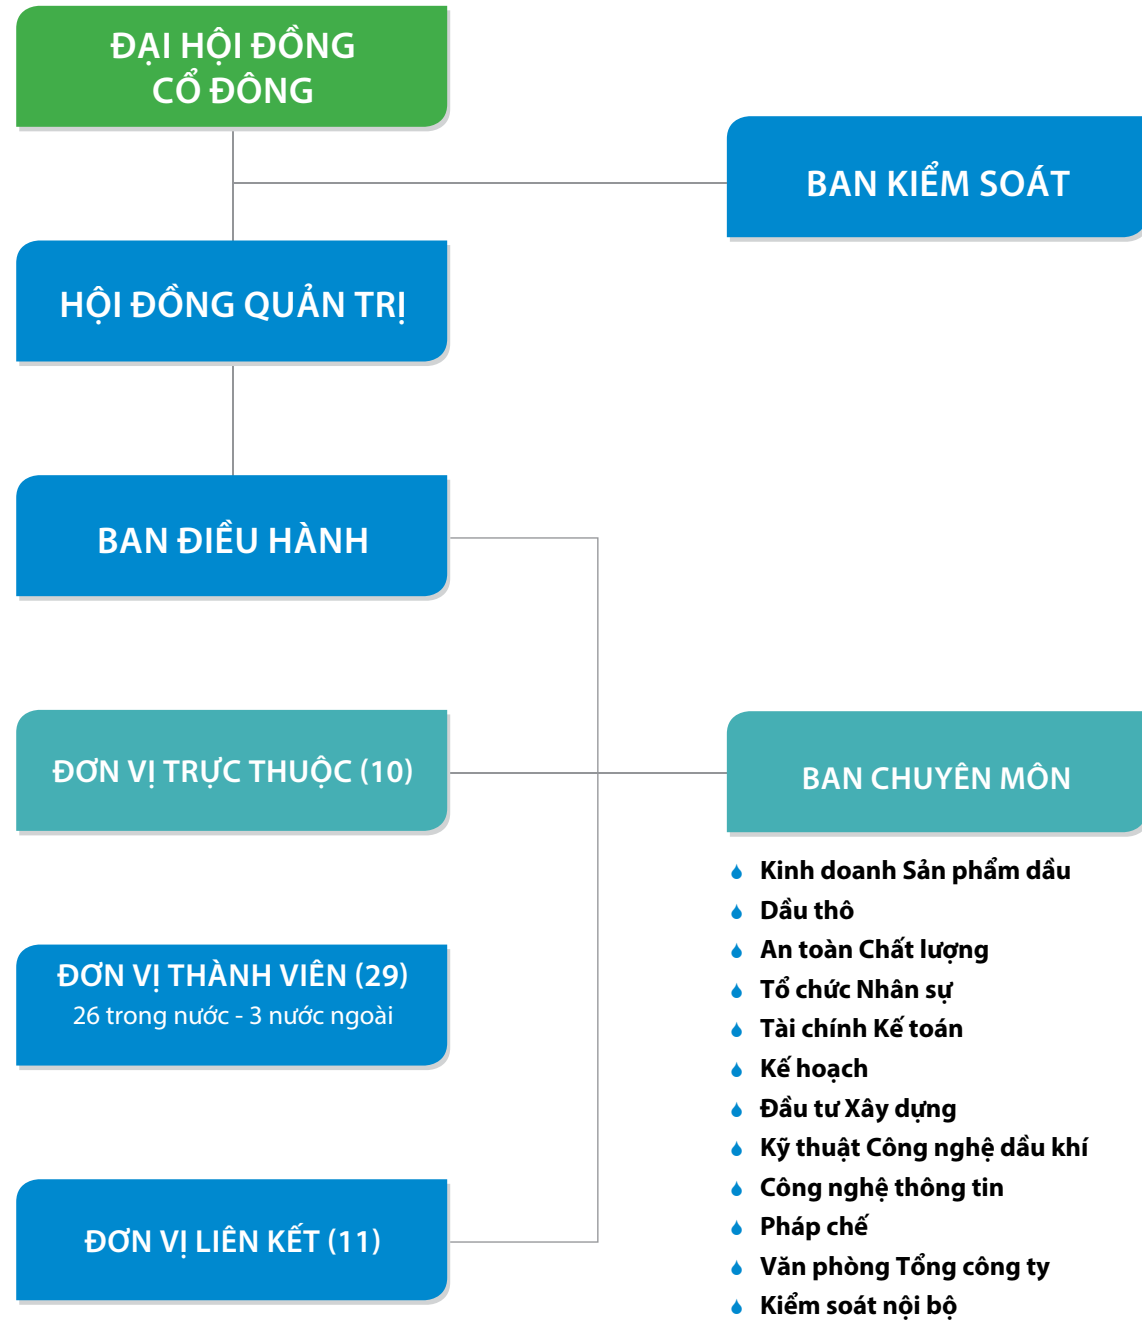 ĐẠI HỘI ĐỒNG
CỔ ĐÔNG
BAN KIỂM SOÁT
HỘI ĐỒNG QUẢN TRỊ
BAN ĐIỀU HÀNH
ĐƠN VỊ TRỰC THUỘC (10)
BAN CHUYÊN MÔN
Kinh doanh Sản phẩm dầu
Dầu thô
An toàn Chất lượng
Tổ chức Nhân sự
Tài chính Kế toán
Kế hoạch
Đầu tư Xây dựng
Kỹ thuật Công nghệ dầu khí
Công nghệ thông tin
Pháp chế
Văn phòng Tổng công ty
Kiểm soát nội bộ
ĐƠN VỊ THÀNH VIÊN (29)
26 trong nước - 3 nước ngoài
ĐƠN VỊ LIÊN KẾT (11)